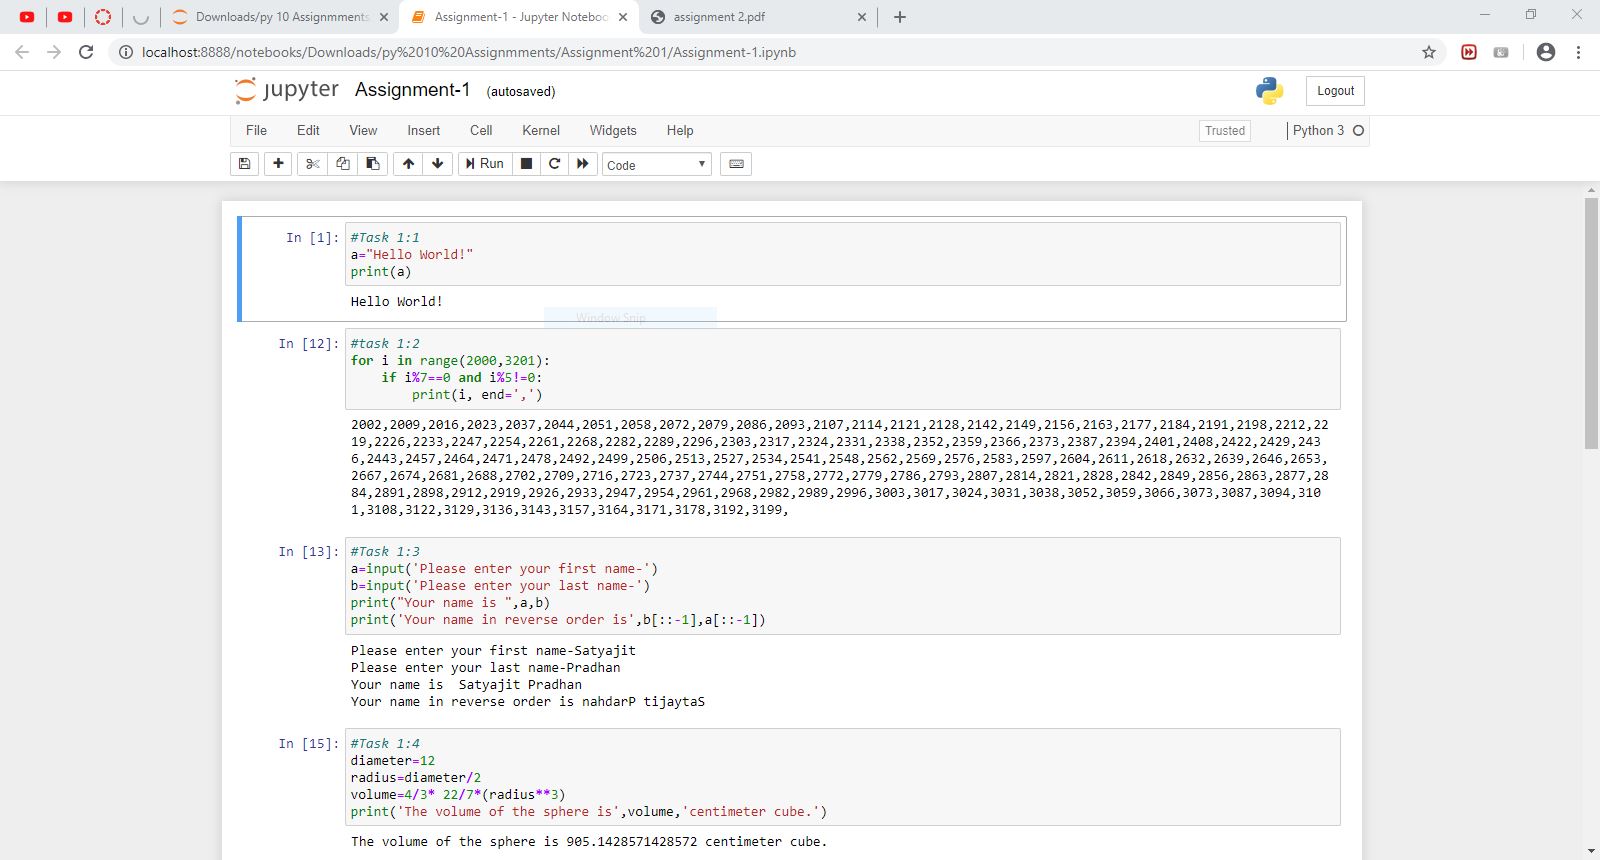 Downloads/py 10 Assignmments
Assignment-1 - Jupyter Noteboo
assignment 2.pdf
localhost:8888/notebooks/Downloads/py%2010%20Assignmments/Assignment%201/Assignment-1.ipynb
jupyter Assignment-1 (autosaved)
Logout
File Edit View Insert Cell Kernel Widgets Help
Trusted
Python 3
Run
Code
In [1]: #Task 1:1
a="Hello World!"
print(a)
Hello World!
Window Snip
In [12]: #task 1:2
for i in range(2000,3201):
    if i%7==0 and i%5!=0:
        print(i, end=',')
2002,2009,2016,2023,2037,2044,2051,2058,2072,2079,2086,2093,2107,2114,2121,2128,2142,2149,2156,2163,2177,2184,2191,2198,2212,22
19,2226,2233,2247,2254,2261,2268,2282,2289,2296,2303,2317,2324,2331,2338,2352,2359,2366,2373,2387,2394,2401,2408,2422,2429,243
6,2443,2457,2464,2471,2478,2492,2499,2506,2513,2527,2534,2541,2548,2562,2569,2576,2583,2597,2604,2611,2618,2632,2639,2646,2653,
2667,2674,2681,2688,2702,2709,2716,2723,2737,2744,2751,2758,2772,2779,2786,2793,2807,2814,2821,2828,2842,2849,2856,2863,2877,28
84,2891,2898,2912,2919,2926,2933,2947,2954,2961,2968,2982,2989,2996,3003,3017,3024,3031,3038,3052,3059,3066,3073,3087,3094,310
1,3108,3122,3129,3136,3143,3157,3164,3171,3178,3192,3199,
In [13]: #Task 1:3
a=input('Please enter your first name-')
b=input('Please enter your last name-')
print("Your name is ",a,b)
print('Your name in reverse order is',b[::-1],a[::-1])
Please enter your first name-Satyajit
Please enter your last name-Pradhan
Your name is  Satyajit Pradhan
Your name in reverse order is nahdarP tijaytaS
In [15]: #Task 1:4
diameter=12
radius=diameter/2
volume=4/3* 22/7*(radius**3)
print('The volume of the sphere is',volume,'centimeter cube.')
The volume of the sphere is 905.1428571428572 centimeter cube.